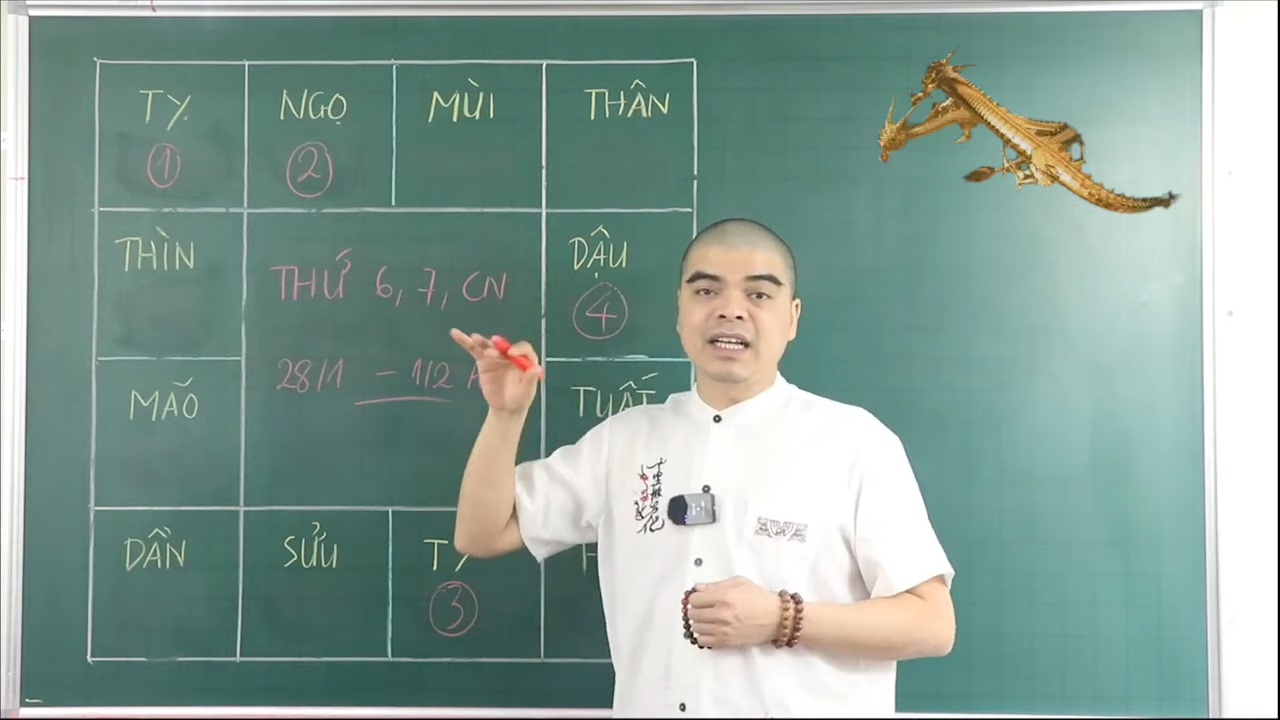 TỴ NGỌ MÙI THÂN
① ②
THÌN DẬU
THỨ 6, 7, CN ④
28/1 - 1/2
MÃO TUẤT
DẦN SỬU
③